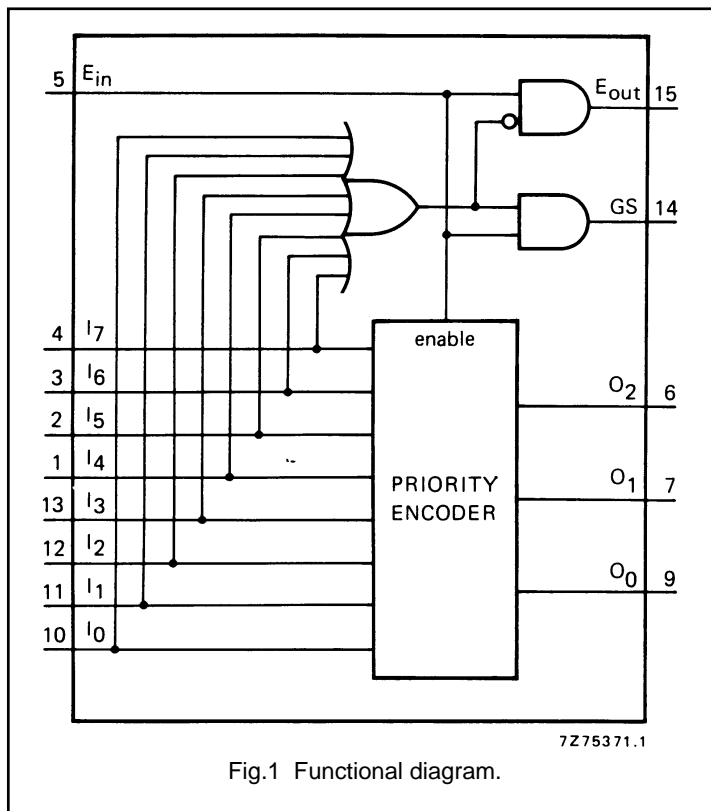 5 Ein
Eout 15
GS 14
4 I7
enable
3 I6
O2 6
2 I5
1 I4
PRIORITY
ENCODER
O1 7
13 I3
12 I2
11 I1
O0 9
10 I0
7Z75371.1
Fig.1 Functional diagram.